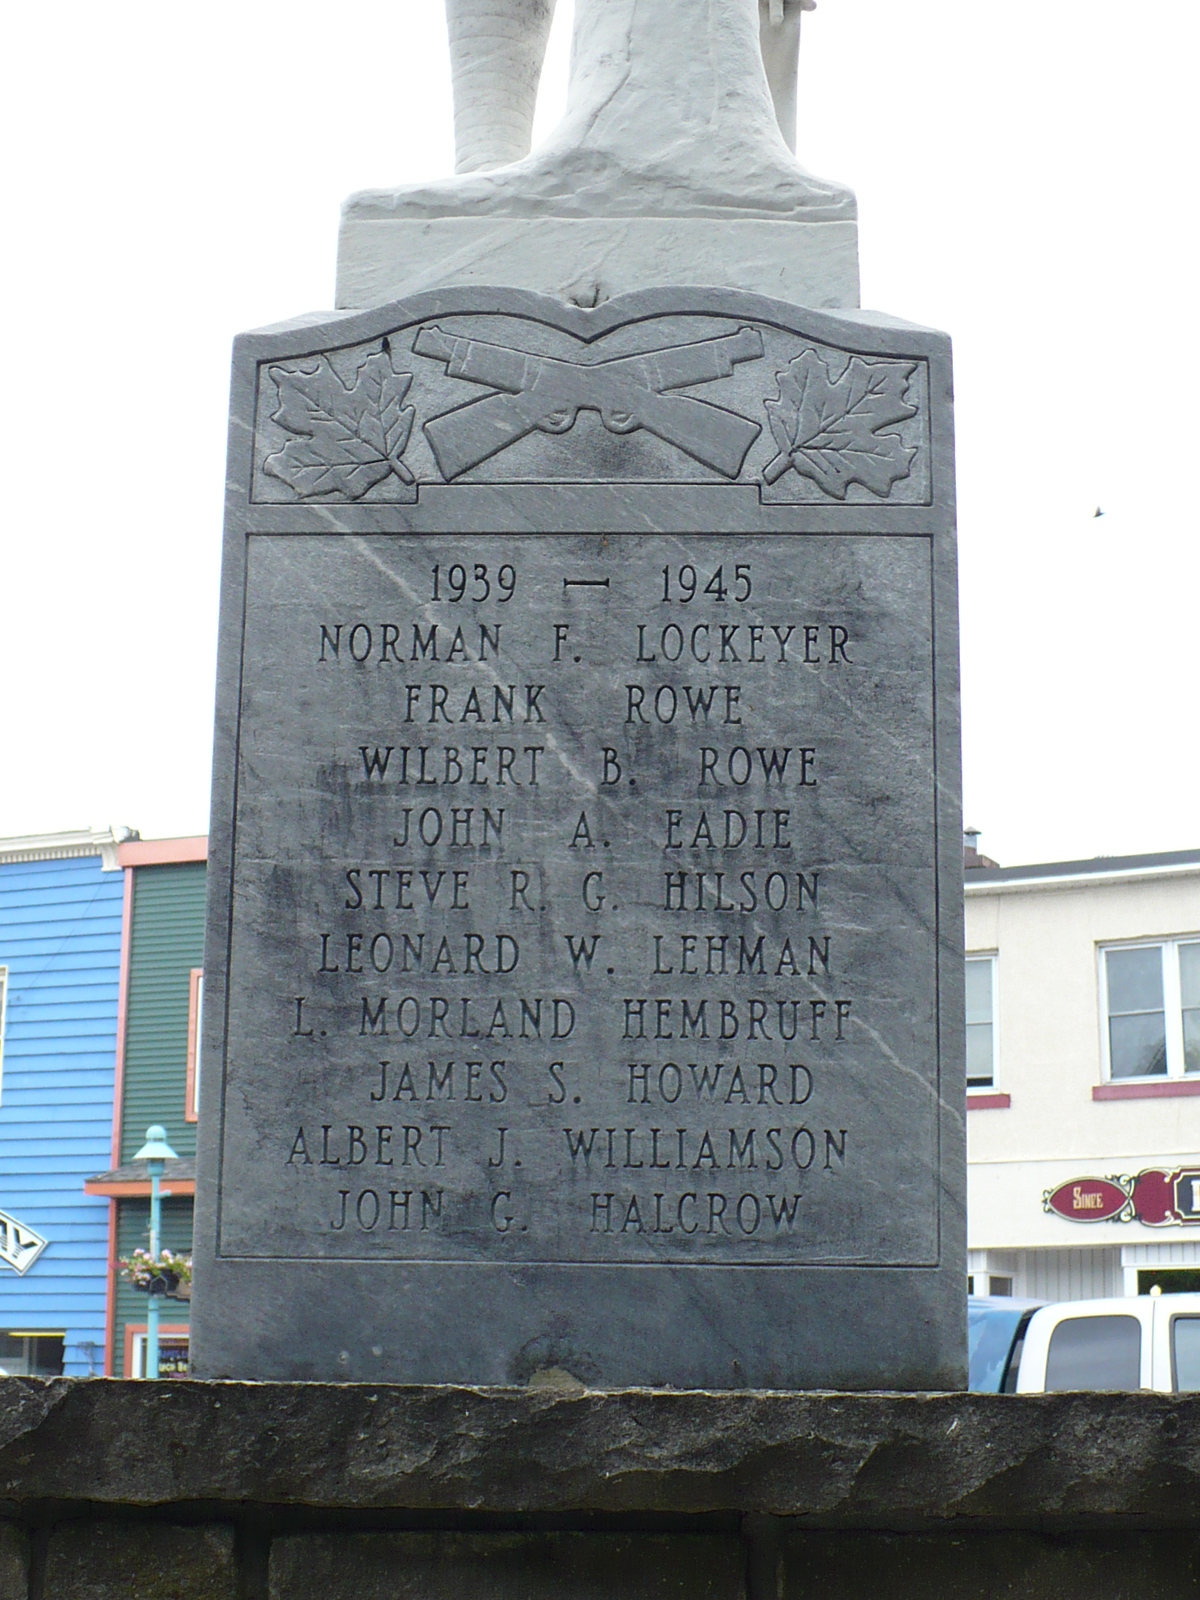 1939 — 1945
NORMAN F. LOCKEYER
FRANK ROWE
WILBERT B. ROWE
JOHN A. EADIE
STEVE R. G. HILSON
LEONARD W. LEHMAN
L. MORLAND HEMBRUFF
JAMES S. HOWARD
ALBERT J. WILLIAMSON
JOHN G. HALCROW
SINCE